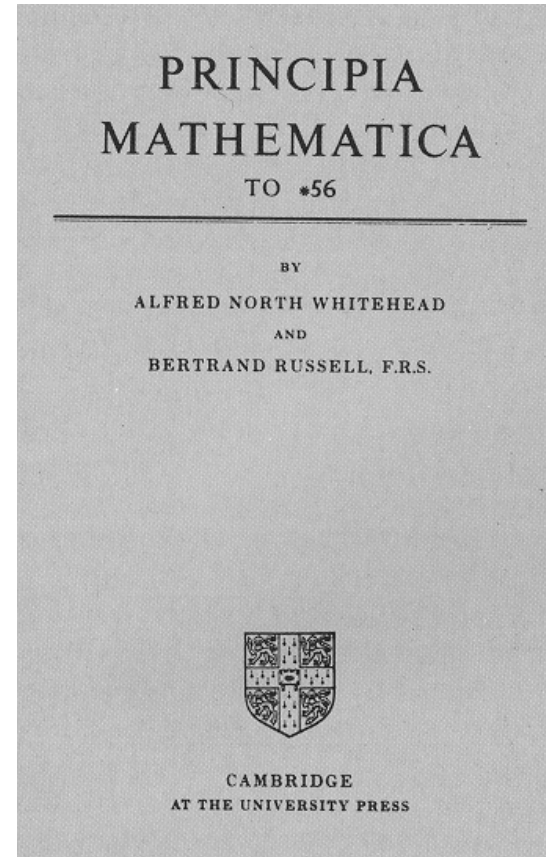 PRINCIPIA
MATHEMATICA
TO *56
BY
ALFRED NORTH WHITEHEAD
AND
BERTRAND RUSSELL, F.R.S.
CAMBRIDGE
AT THE UNIVERSITY PRESS